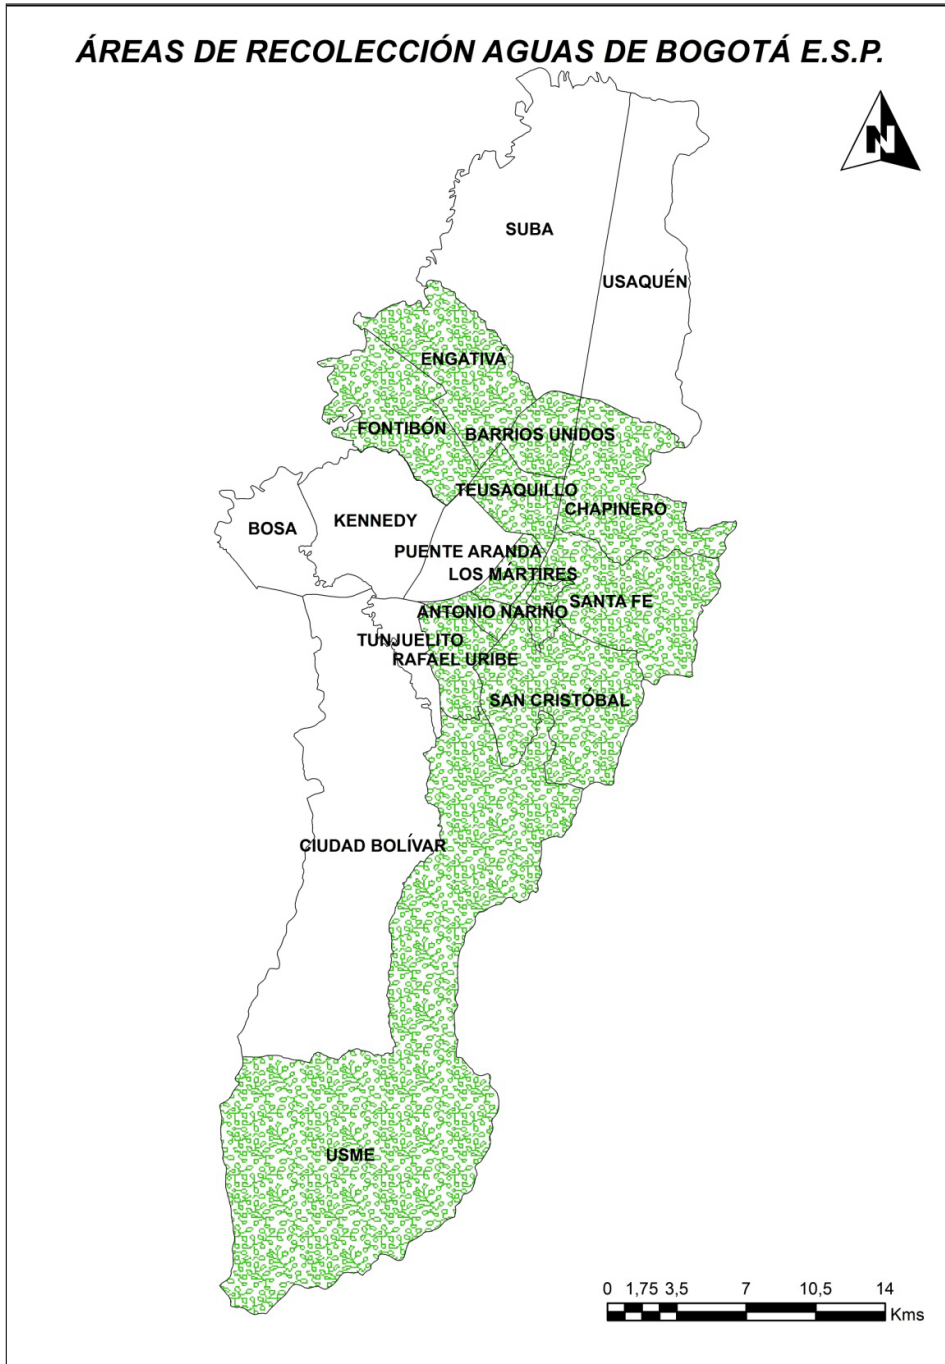 ÁREAS DE RECOLECCIÓN AGUAS DE BOGOTÁ E.S.P.
N
SUBA
USAQUÉN
ENGATIVÁ
FONTIBÓN
BARRIOS UNIDOS
TEUSAQUILLO
CHAPINERO
BOSA
KENNEDY
PUENTE ARANDA
LOS MÁRTIRES
SANTA FE
ANTONIO NARIÑO
TUNJUELITO
RAFAEL URIBE
SAN CRISTÓBAL
CIUDAD BOLÍVAR
USME
0 1,75 3,5 7 10,5 14
Kms